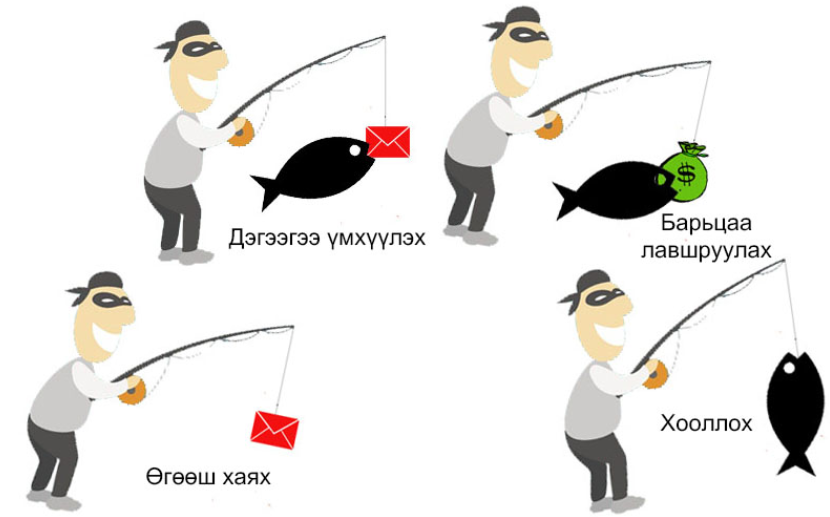 Дэгээгээ үмхүүлэх
Барьцаа
лавшруулах
Өгөөш хаях
Хооллох